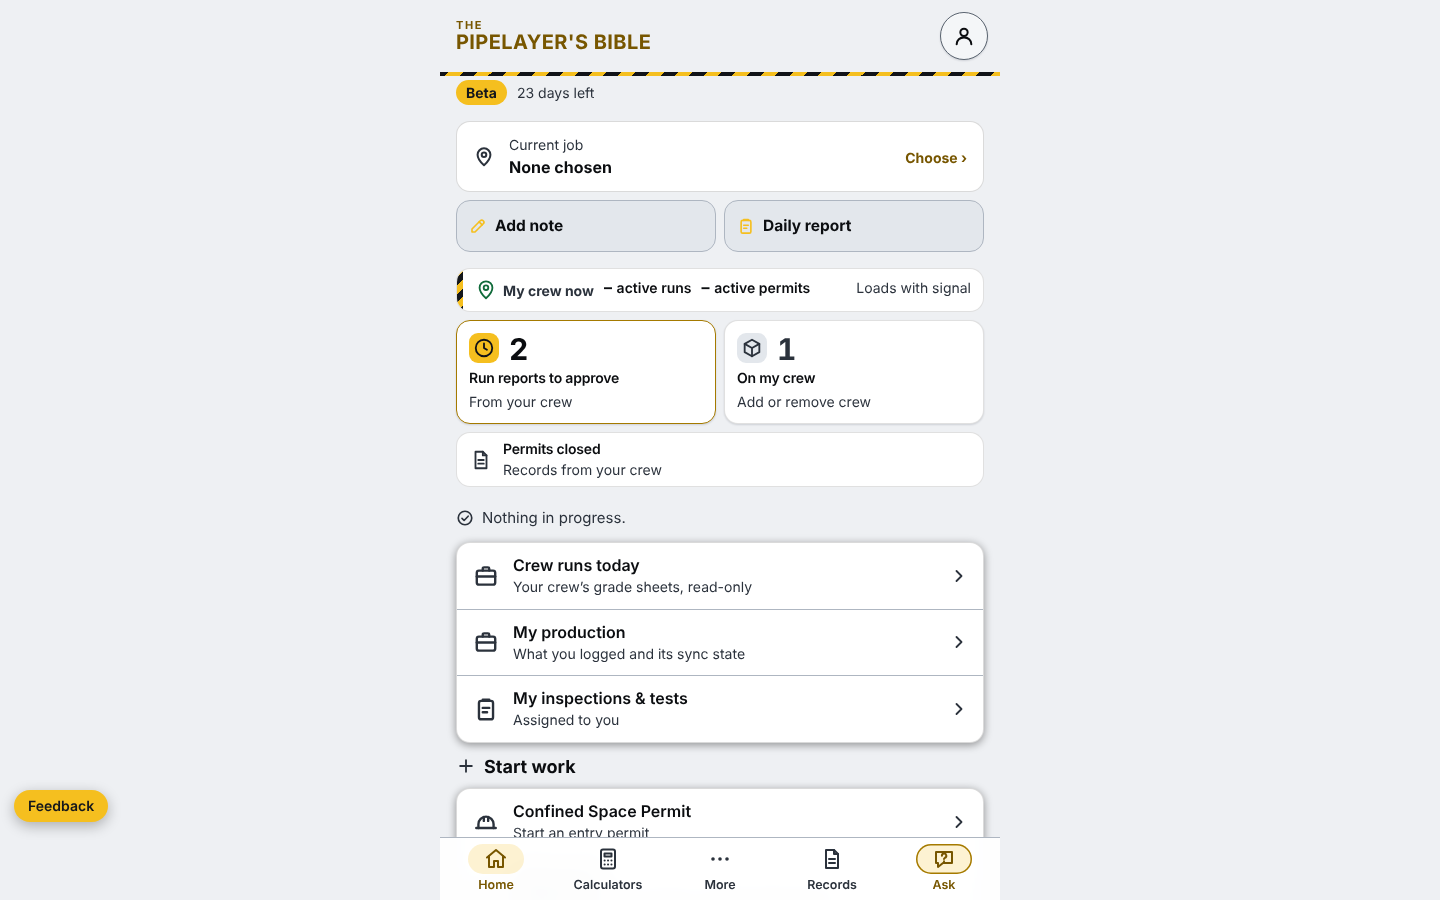 THE
PIPELAYER'S BIBLE
Beta 23 days left
Current job
None chosen
Choose ›
Add note
Daily report
My crew now – active runs – active permits Loads with signal
2
Run reports to approve
From your crew
1
On my crew
Add or remove crew
Permits closed
Records from your crew
Nothing in progress.
Crew runs today
Your crew’s grade sheets, read-only
My production
What you logged and its sync state
My inspections & tests
Assigned to you
Start work
Confined Space Permit
Start an entry permit
Feedback
Home
Calculators
More
Records
Ask